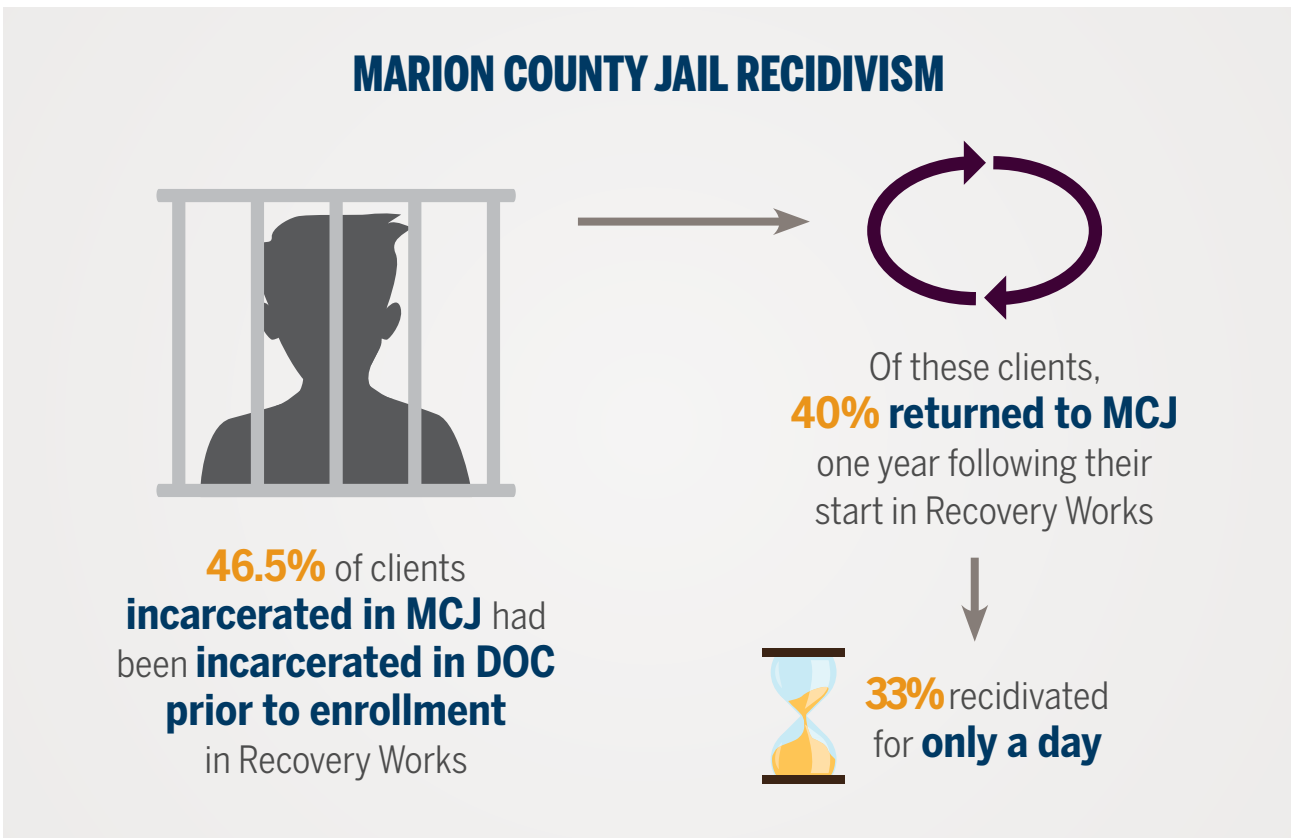 MARION COUNTY JAIL RECIDIVISM
46.5% of clients
incarcerated in MCJ had
been incarcerated in DOC
prior to enrollment
in Recovery Works
Of these clients,
40% returned to MCJ
one year following their
start in Recovery Works
33% recidivated
for only a day